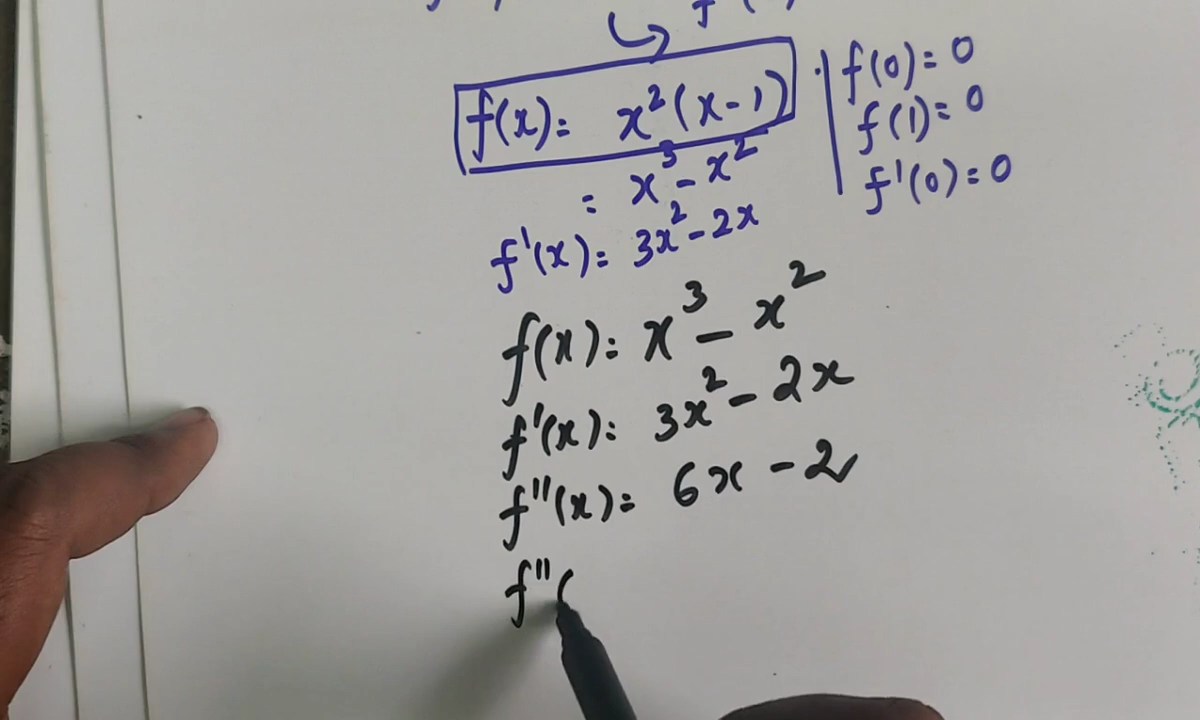 f(x) = x²(x-1)
= x³ - x²
f'(x) = 3x² - 2x
f(0) = 0
f(1) = 0
f'(0) = 0
f(x) = x³ - x²
f'(x) = 3x² - 2x
f''(x) = 6x - 2
f''(